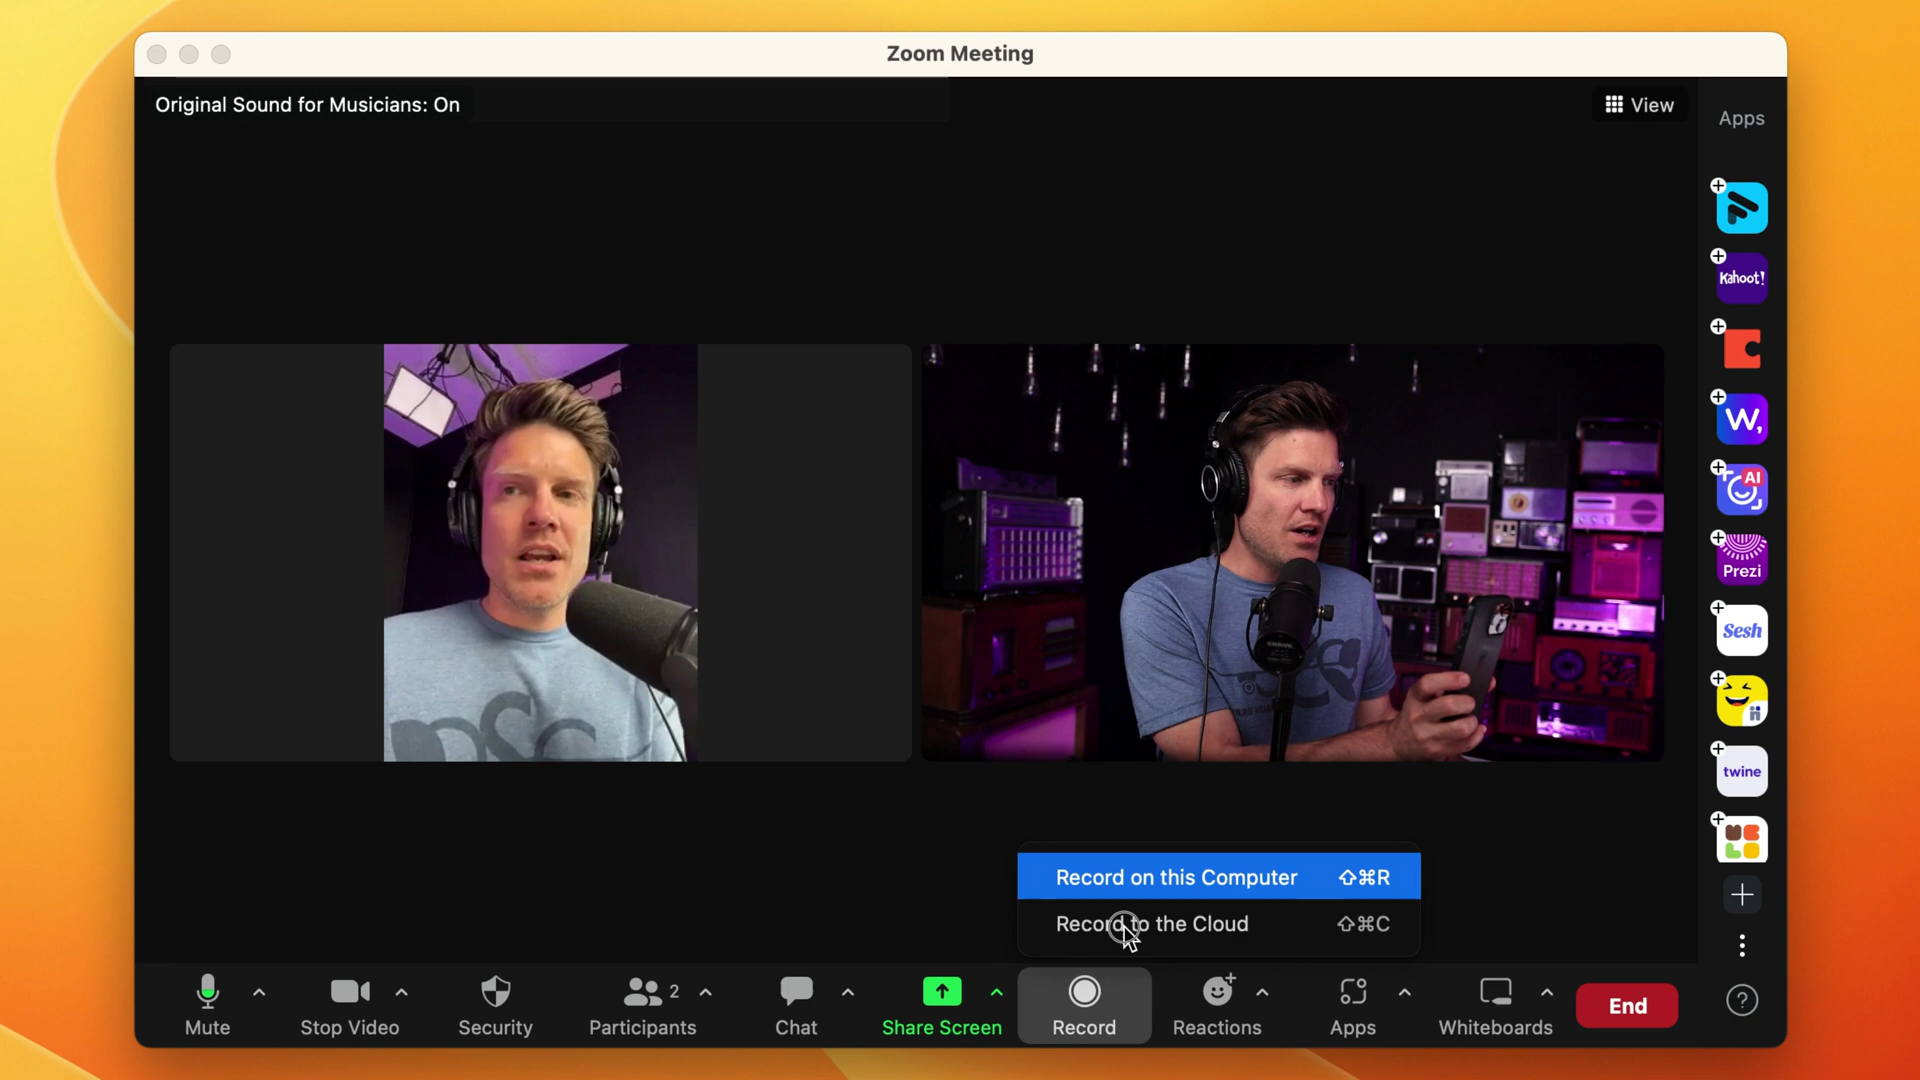 Zoom Meeting
Original Sound for Musicians: On
View
Apps
Kahoot!
W,
AI
Prezi
Sesh
twine
Record on this Computer ⇧⌘R
Record to the Cloud ⇧⌘C
2
Mute
Stop Video
Security
Participants
Chat
Share Screen
Record
Reactions
Apps
Whiteboards
End